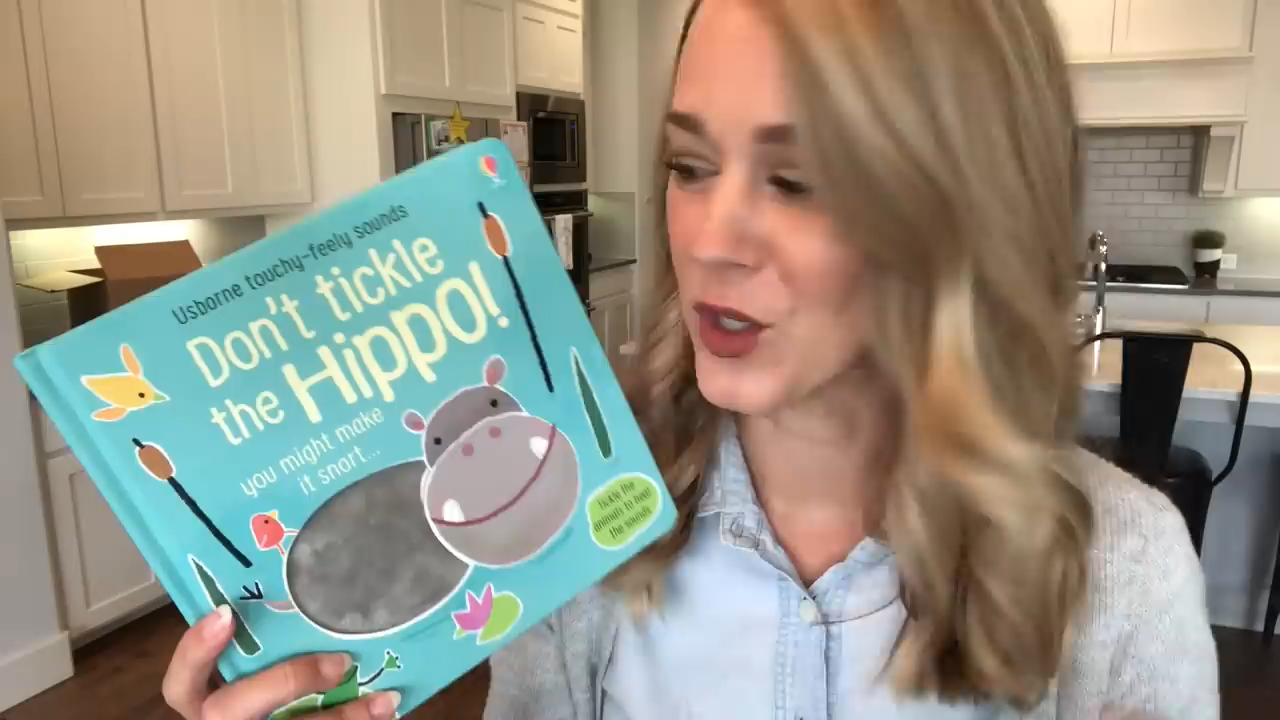 Usborne touchy-feely sounds
Don't tickle
the Hippo!
you might make
it snort...
Tickle the
animals to hear
the sounds